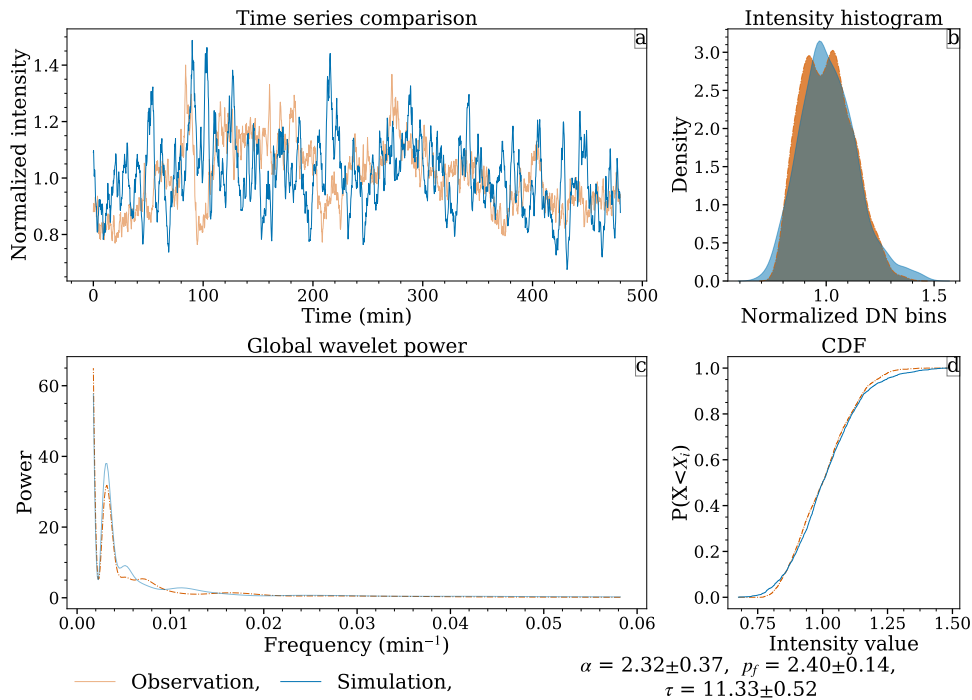 Time series comparison
a
Normalized intensity
1.4
1.2
1.0
0.8
0
100
200
300
400
500
Time (min)
Intensity histogram
b
Density
3.0
2.5
2.0
1.5
1.0
0.5
0.0
1.0
1.5
Normalized DN bins
Global wavelet power
c
Power
60
40
20
0
0.00
0.01
0.02
0.03
0.04
0.05
0.06
Frequency (min⁻¹)
CDF
d
P(X<Xᵢ)
1.0
0.8
0.6
0.4
0.2
0.0
0.75
1.00
1.25
1.50
Intensity value
Observation,
Simulation,
α = 2.32±0.37, p_f = 2.40±0.14,
τ = 11.33±0.52